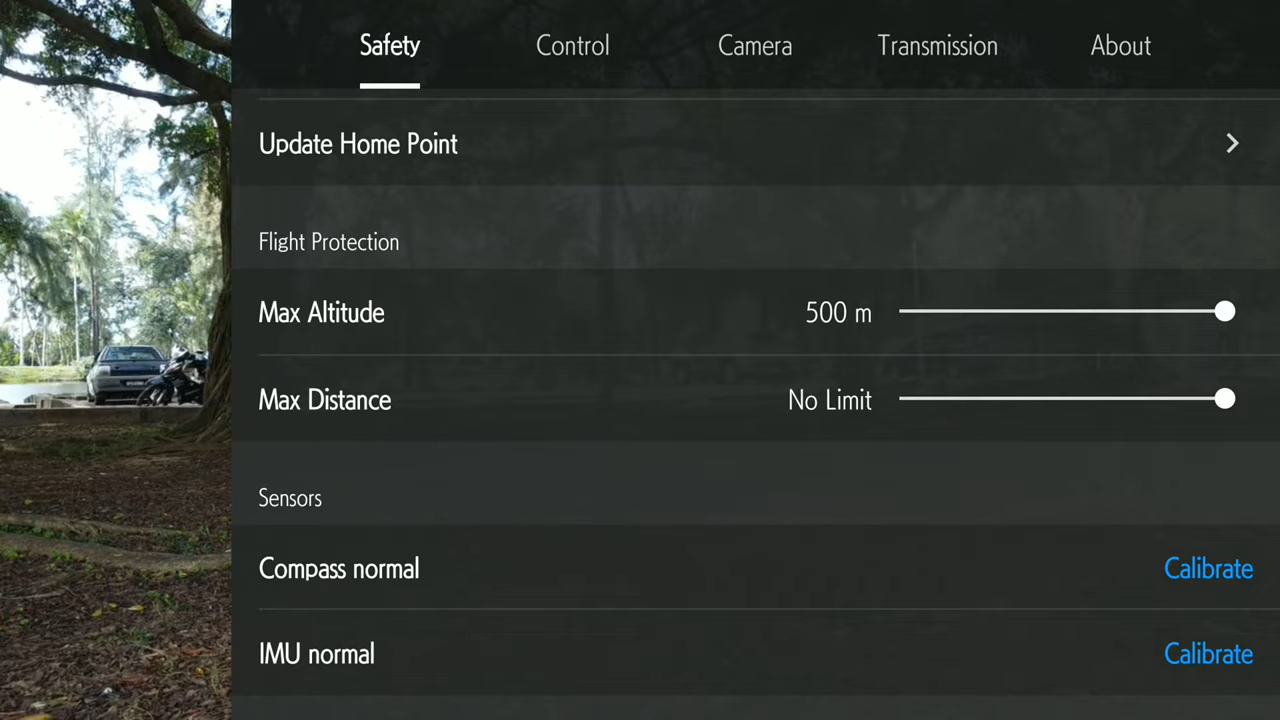 Safety Control Camera Transmission About
Update Home Point
Flight Protection
Max Altitude 500 m
Max Distance No Limit
Sensors
Compass normal Calibrate
IMU normal Calibrate